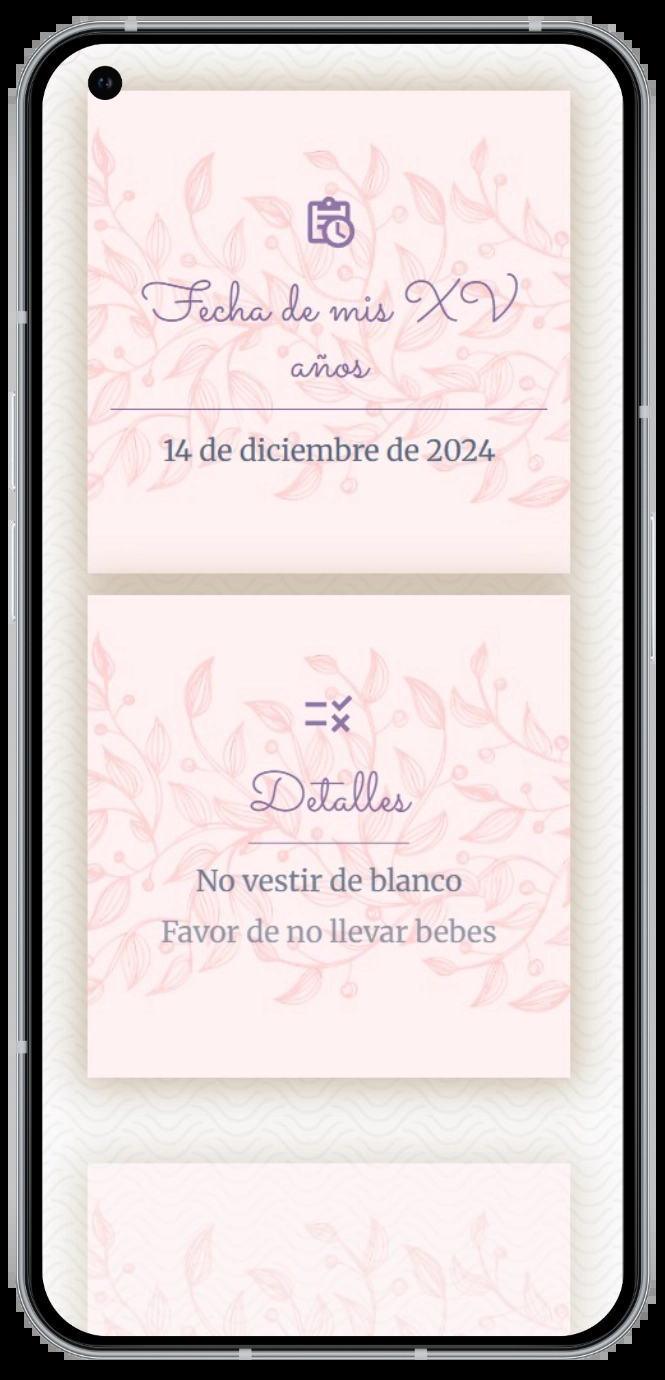 Fecha de mis XV
años
14 de diciembre de 2024
Detalles
No vestir de blanco
Favor de no llevar bebes